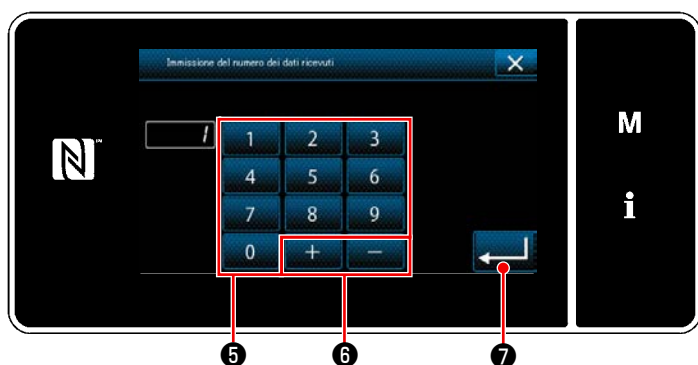 Immissione del numero dei dati ricevuti
1
1 2 3
4 5 6
7 8 9
0 + −
M
i
❺ ❻ ❼